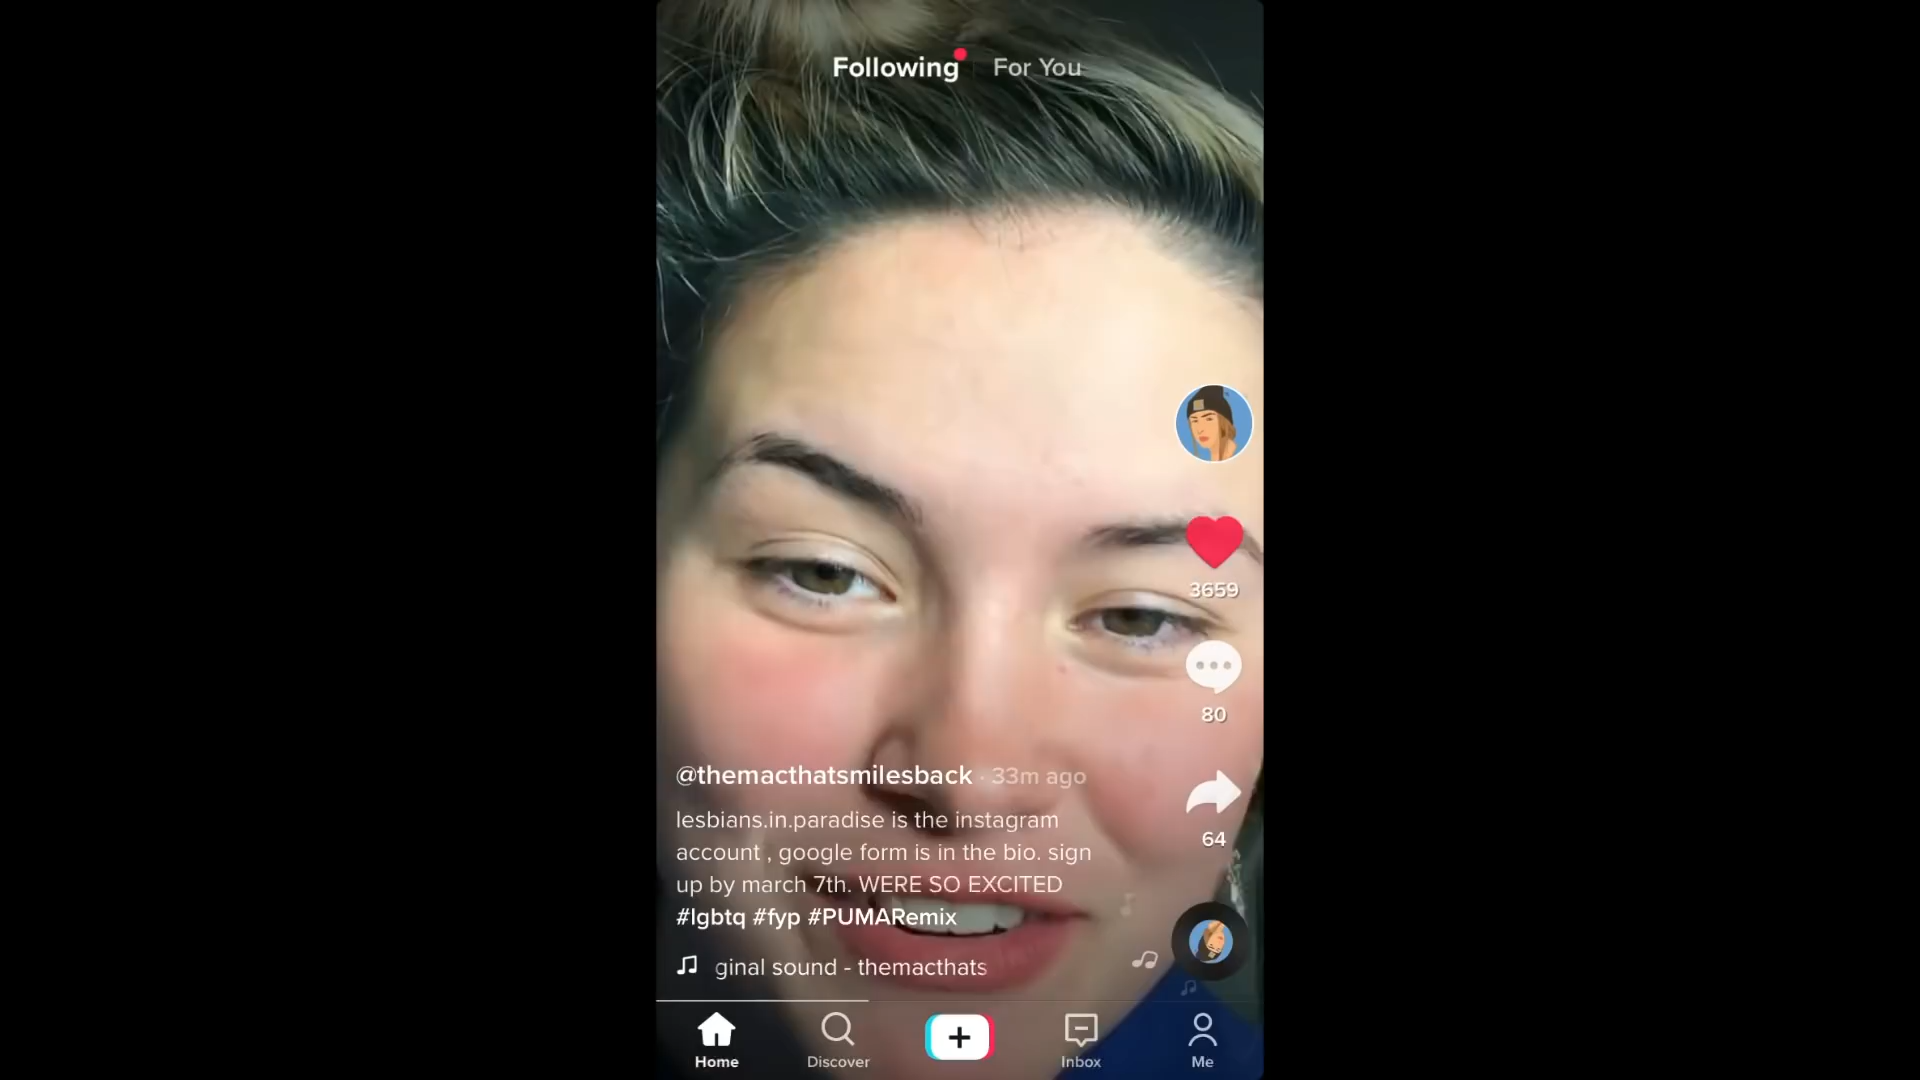 Following For You
3659
80
@themacthatsmilesback · 33m ago
lesbians.in.paradise is the instagram
account , google form is in the bio. sign
64
up by march 7th. WERE SO EXCITED
#lgbtq #fyp #PUMARemix
ginal sound - themacthats
Home Discover Inbox Me